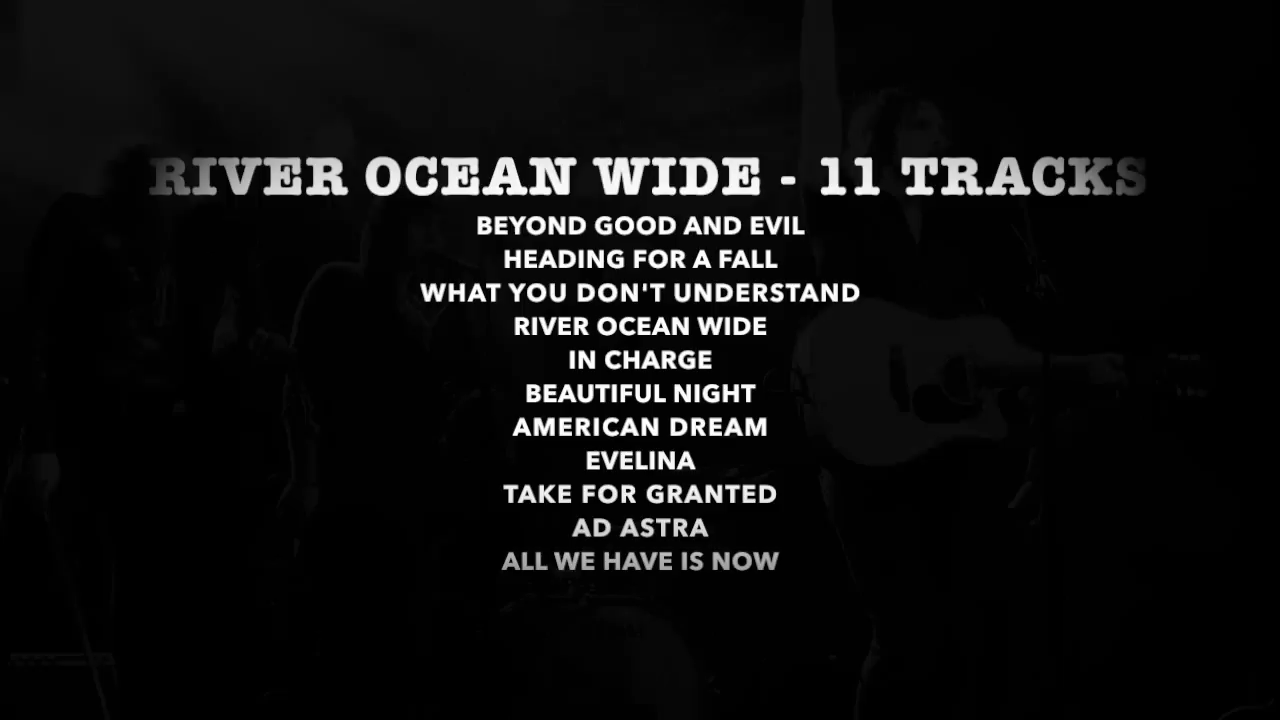 RIVER OCEAN WIDE - 11 TRACKS
BEYOND GOOD AND EVIL
HEADING FOR A FALL
WHAT YOU DON'T UNDERSTAND
RIVER OCEAN WIDE
IN CHARGE
BEAUTIFUL NIGHT
AMERICAN DREAM
EVELINA
TAKE FOR GRANTED
AD ASTRA
ALL WE HAVE IS NOW